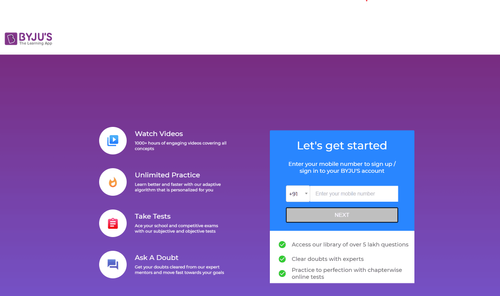 BYJU'S
The Learning App
Watch Videos
1000+ hours of engaging videos covering all
concepts
Unlimited Practice
Learn better and faster with our adaptive
algorithm that is personalized for you
Take Tests
Ace your school and competitive exams
with our subjective and objective tests
Ask A Doubt
Get your doubts cleared from our expert
mentors and move fast towards your goals
Let's get started
Enter your mobile number to sign up /
sign in to your BYJU'S account
+91
Enter your mobile number
NEXT
Access our library of over 5 lakh questions
Clear doubts with experts
Practice to perfection with chapterwise
online tests